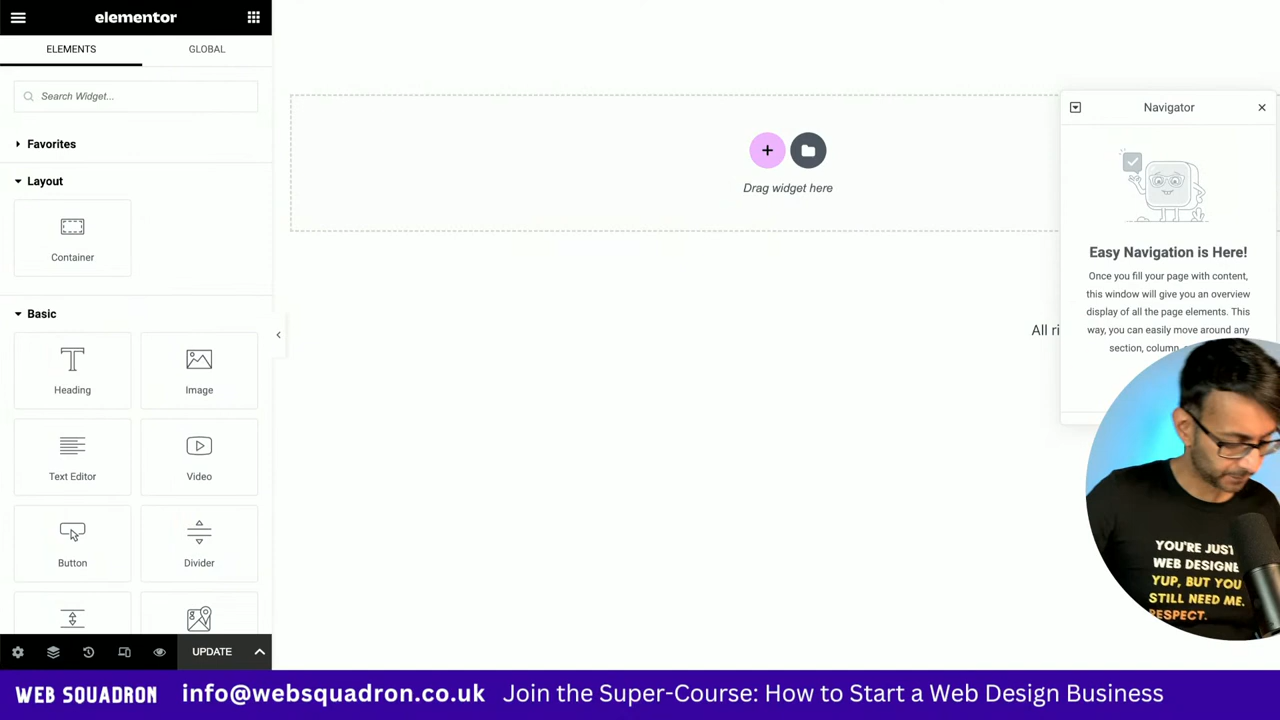 elementor
ELEMENTS
GLOBAL
Search Widget...
Favorites
Layout
Container
Basic
Heading
Image
Text Editor
Video
Button
Divider
UPDATE
Drag widget here
Navigator
Easy Navigation is Here!
Once you fill your page with content,
this window will give you an overview
display of all the page elements. This
way, you can easily move around any
section, column,
All ri
YOU'RE JUST
WEB DESIGNE
YUP, BUT YOU
STILL NEED ME.
RESPECT.
WEB SQUADRON
info@websquadron.co.uk
Join the Super-Course: How to Start a Web Design Business